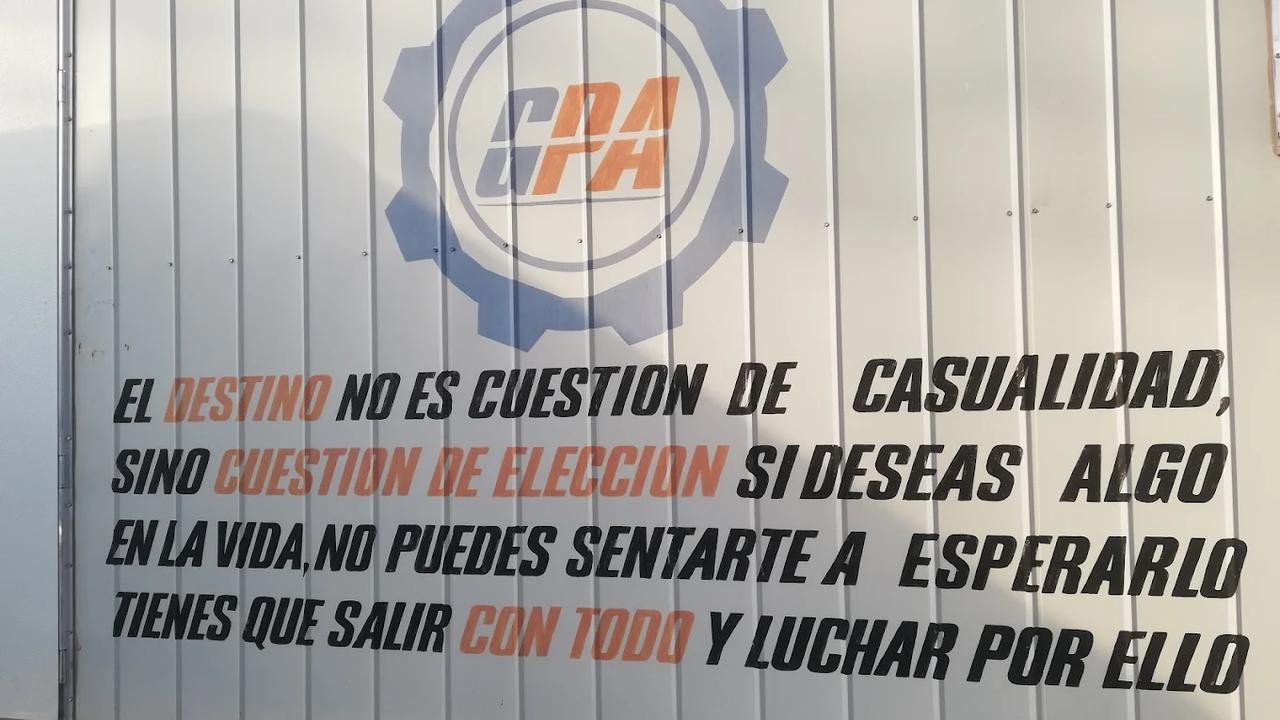 EL DESTINO NO ES CUESTION DE CASUALIDAD,
SINO CUESTION DE ELECCION SI DESEAS ALGO
EN LA VIDA, NO PUEDES SENTARTE A ESPERARLO
TIENES QUE SALIR CON TODO Y LUCHAR POR ELLO